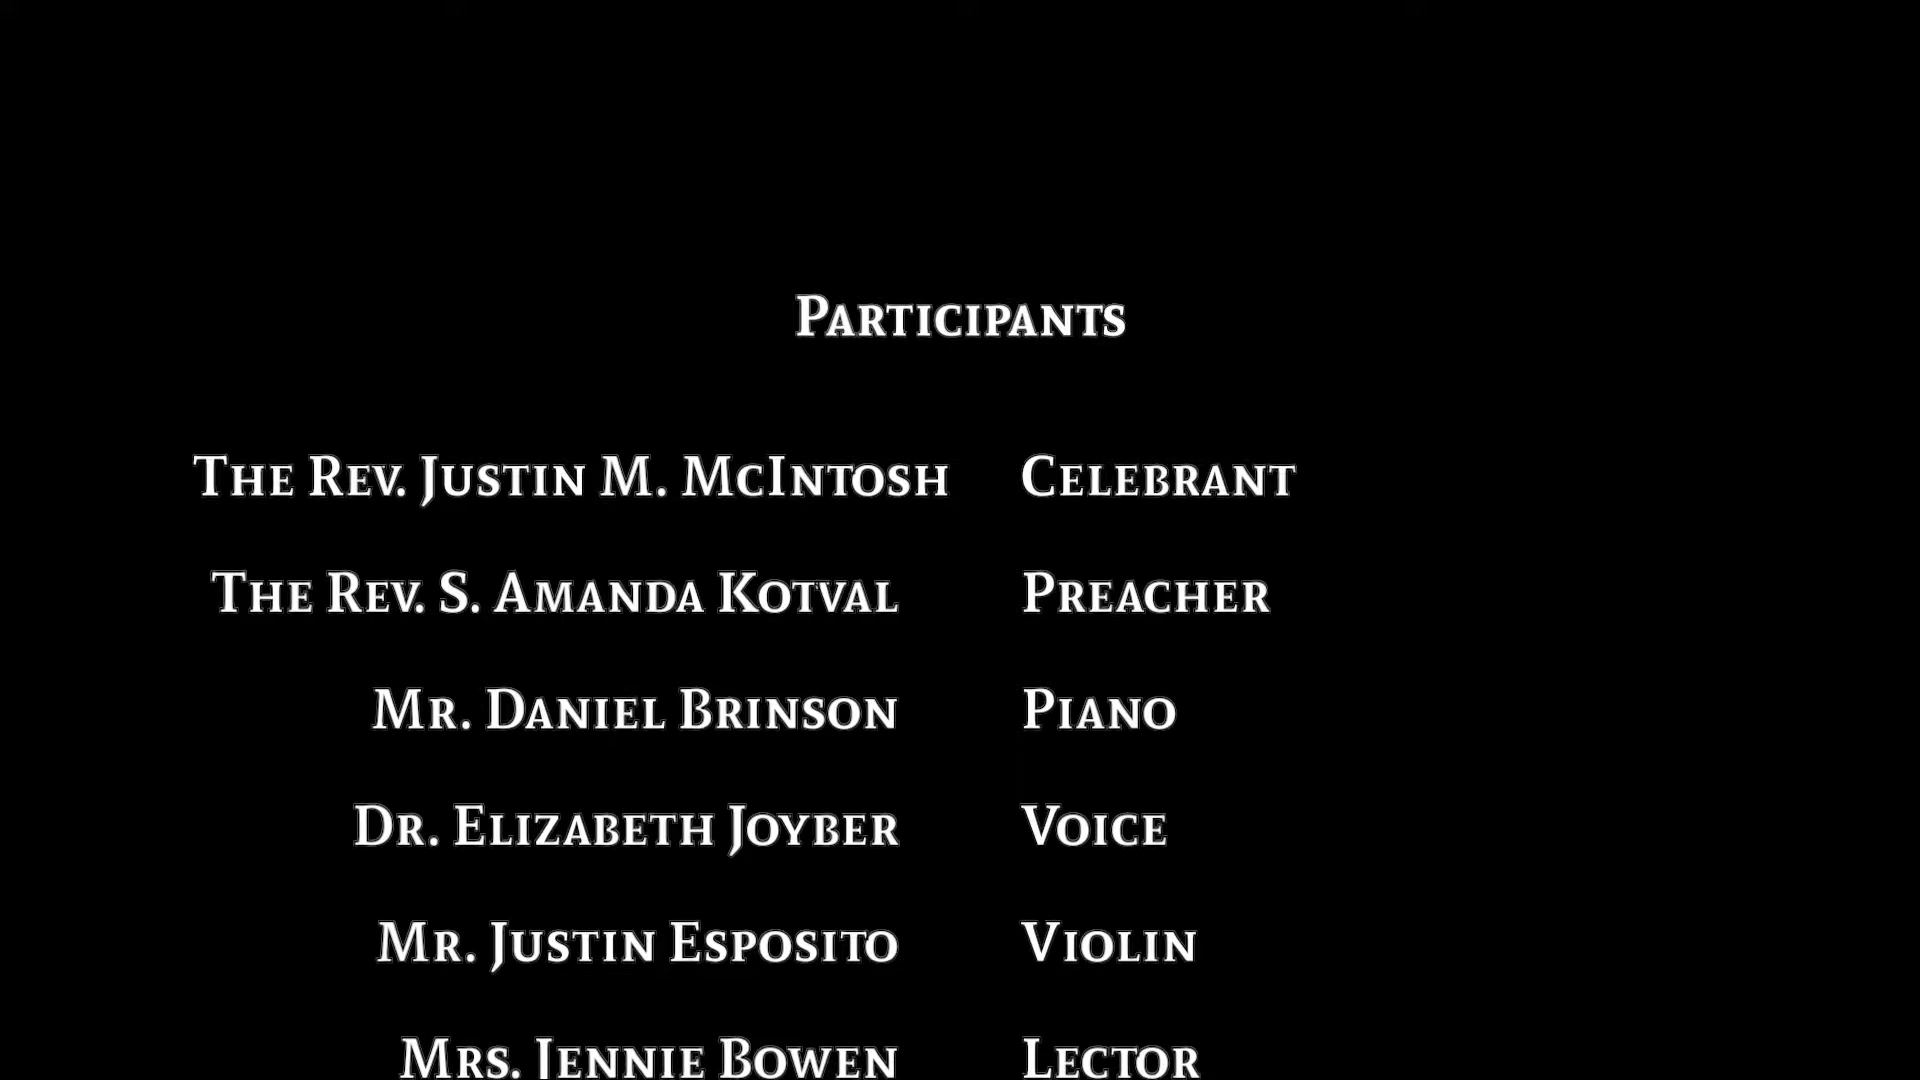 Participants
The Rev. Justin M. McIntosh Celebrant
The Rev. S. Amanda Kotval Preacher
Mr. Daniel Brinson Piano
Dr. Elizabeth Joyber Voice
Mr. Justin Esposito Violin
Mrs. Jennie Bowen Lector